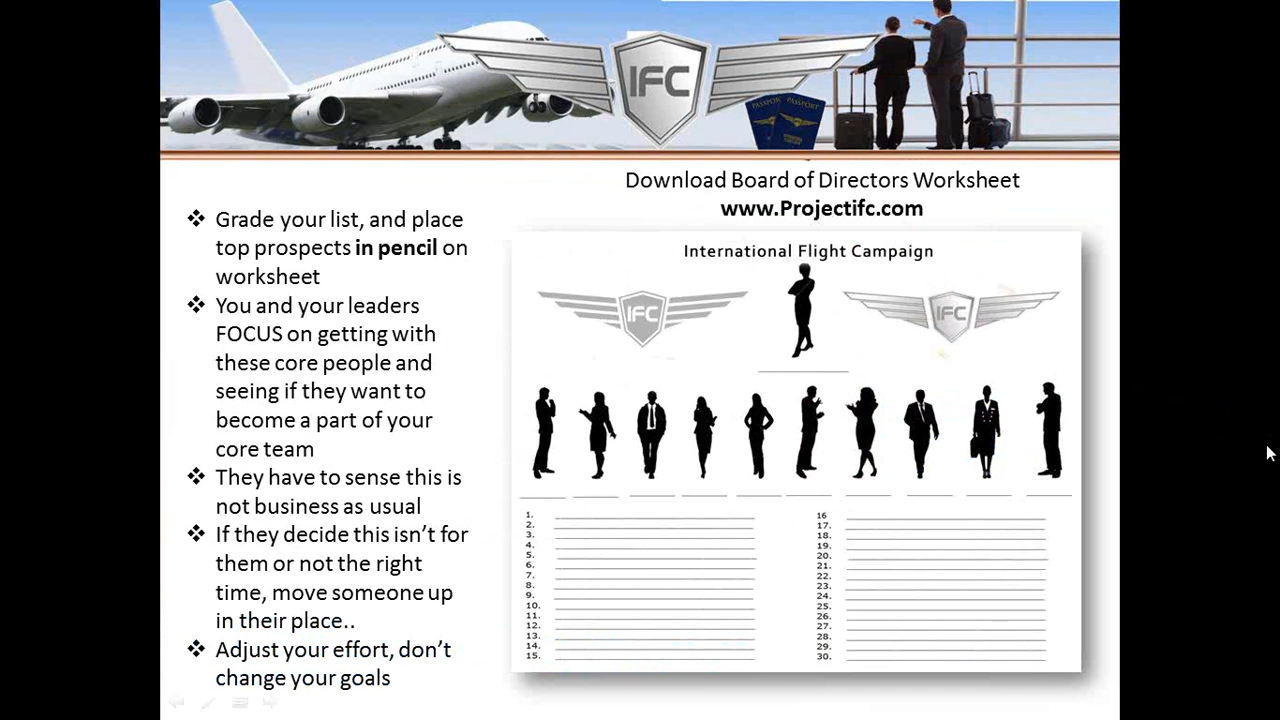 IFC
PASSPORT
PASSPORT
Download Board of Directors Worksheet
www.Projectifc.com
❖ Grade your list, and place
top prospects in pencil on
worksheet
❖ You and your leaders
FOCUS on getting with
these core people and
seeing if they want to
become a part of your
core team
❖ They have to sense this is
not business as usual
❖ If they decide this isn’t for
them or not the right
time, move someone up
in their place..
❖ Adjust your effort, don’t
change your goals
International Flight Campaign
IFC
IFC
1.
2.
3.
4.
5.
6.
7.
8.
9.
10.
11.
12.
13.
14.
15.
16
17.
18.
19.
20.
21.
22.
23.
24.
25.
26.
27.
28.
29.
30.